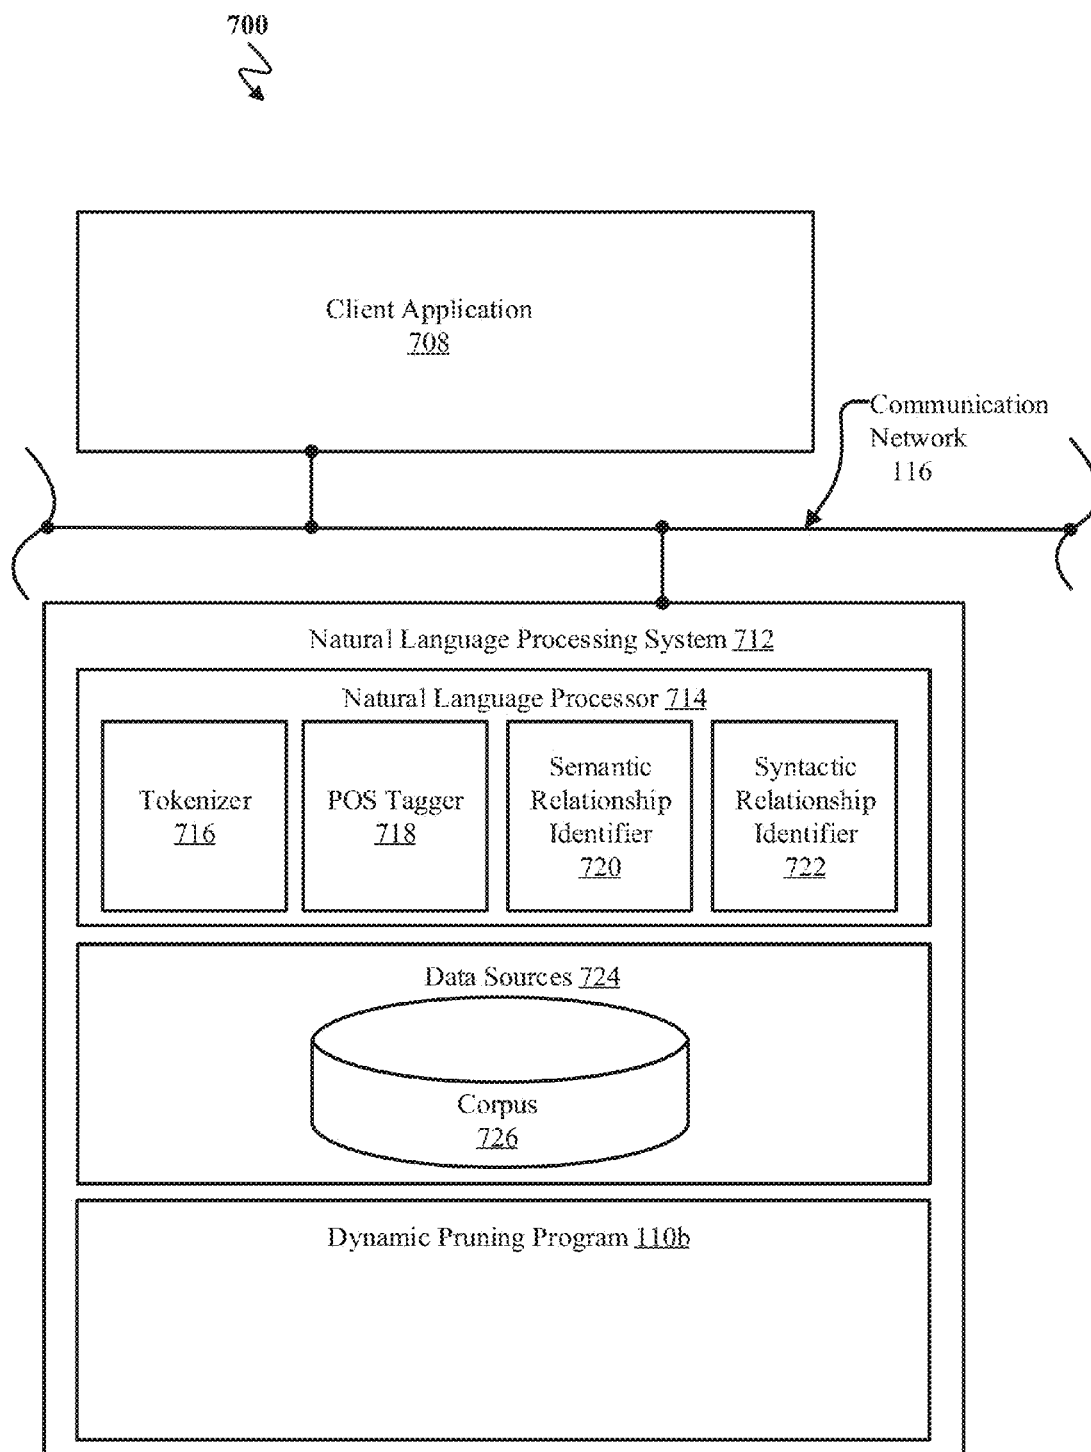 700
Client Application
708
Communication
Network
116
Natural Language Processing System 712
Natural Language Processor 714
Tokenizer
716
POS Tagger
718
Semantic
Relationship
Identifier
720
Syntactic
Relationship
Identifier
722
Data Sources 724
Corpus
726
Dynamic Pruning Program 110b